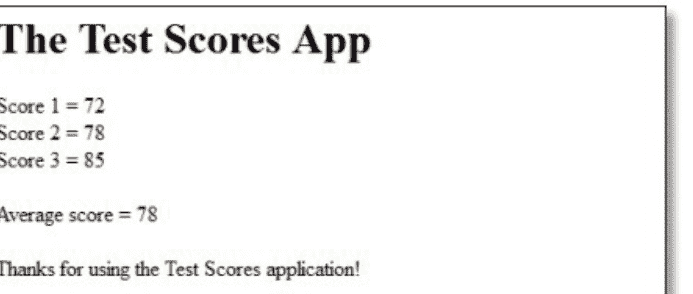 The Test Scores App
Score 1 = 72
Score 2 = 78
Score 3 = 85
Average score = 78
Thanks for using the Test Scores application!